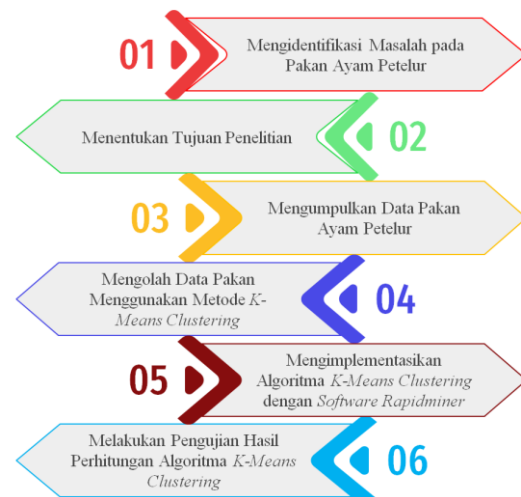 01
Mengidentifikasi Masalah pada
Pakan Ayam Petelur
Menentukan Tujuan Penelitian
02
03
Mengumpulkan Data Pakan
Ayam Petelur
Mengolah Data Pakan
Menggunakan Metode K-
Means Clustering
04
05
Mengimplementasikan
Algoritma K-Means Clustering
dengan Software Rapidminer
Melakukan Pengujian Hasil
Perhitungan Algoritma K-Means
Clustering
06